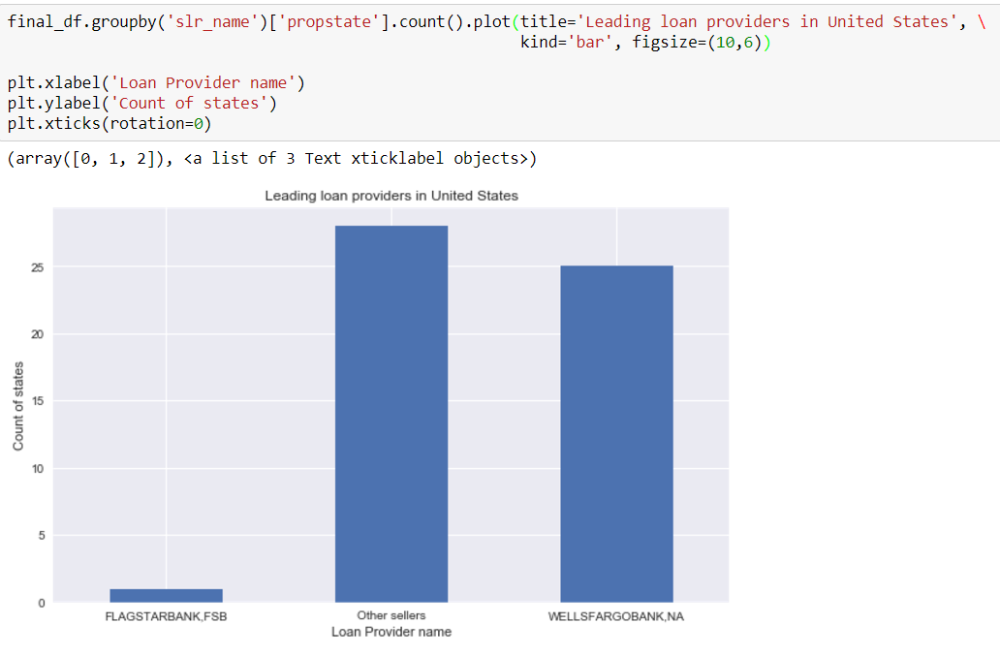 final_df.groupby('slr_name')['propstate'].count().plot(title='Leading loan providers in United States', \
kind='bar', figsize=(10,6))
plt.xlabel('Loan Provider name')
plt.ylabel('Count of states')
plt.xticks(rotation=0)
(array([0, 1, 2]), <a list of 3 Text xticklabel objects>)
Leading loan providers in United States
25
20
15
10
5
0
Count of states
FLAGSTARBANK,FSB Other sellers WELLSFARGOBANK,NA
Loan Provider name